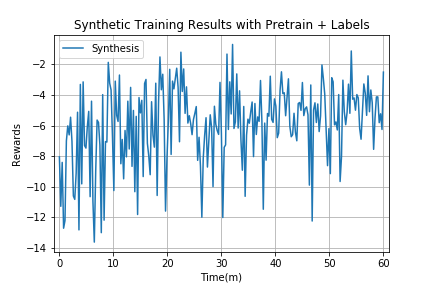 Synthetic Training Results with Pretrain + Labels
Synthesis
Rewards
−2
−4
−6
−8
−10
−12
−14
0 10 20 30 40 50 60
Time(m)